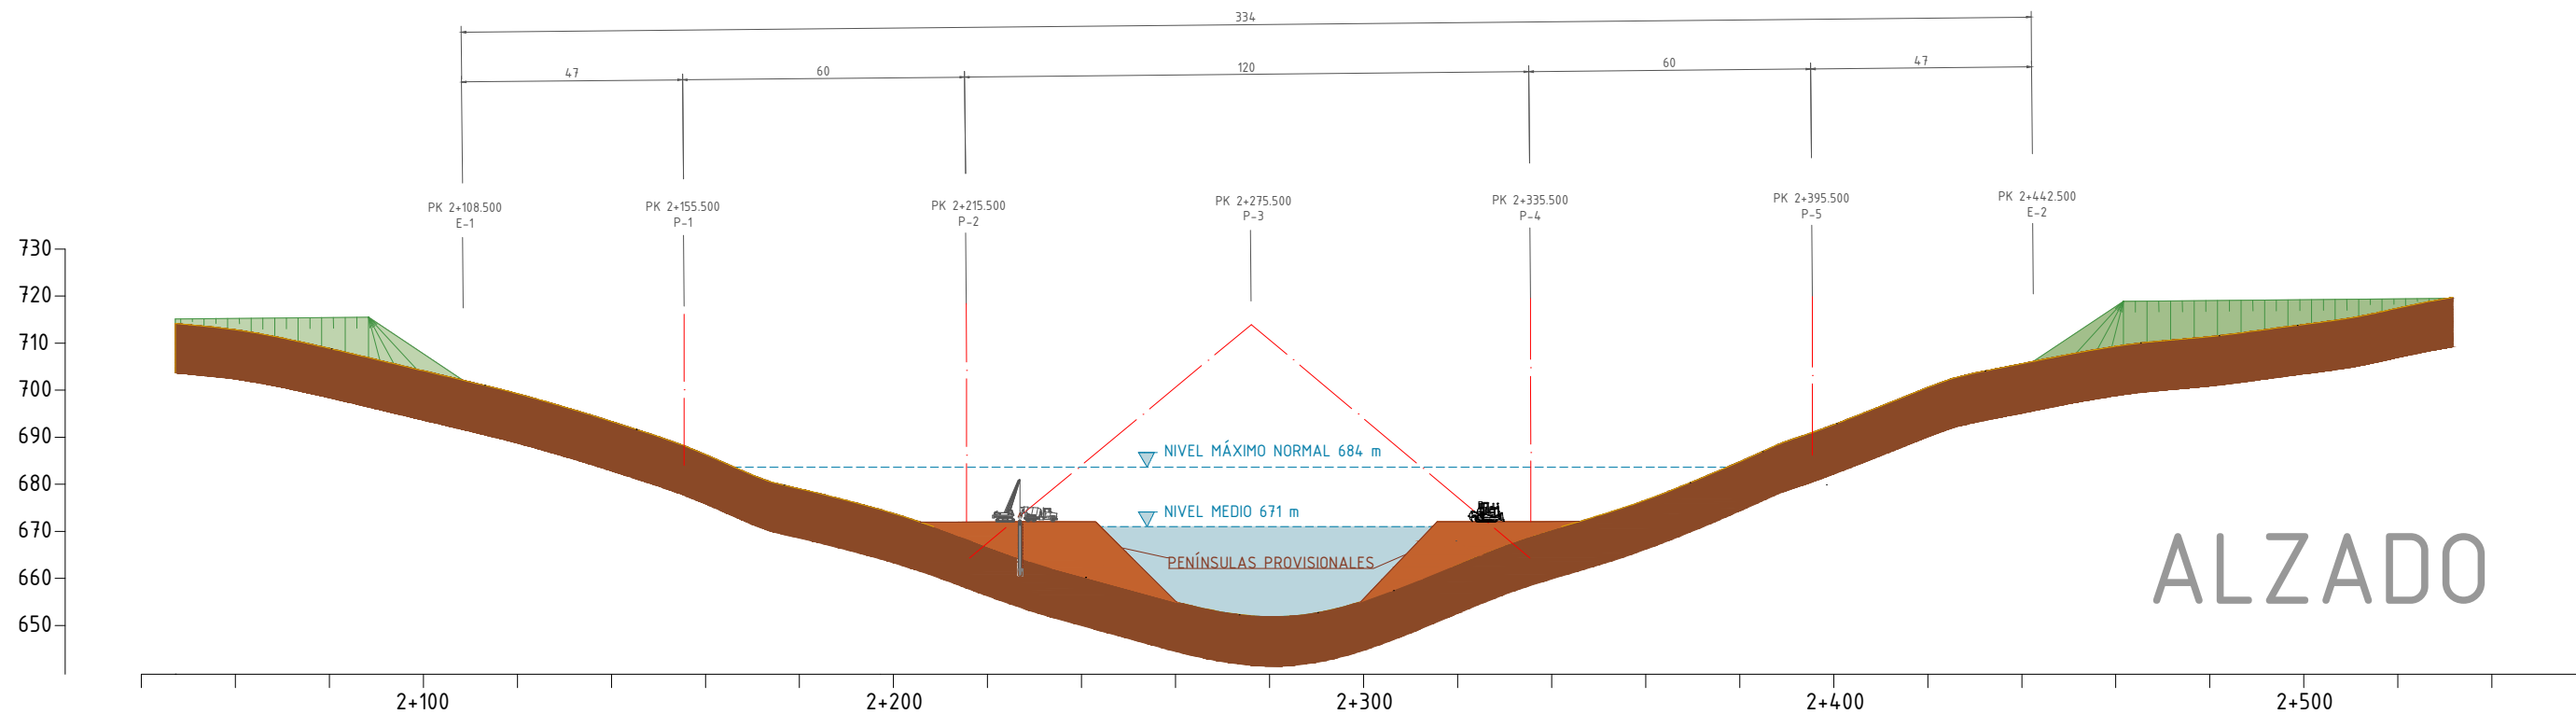 334
47
60
120
60
47
PK 2+108.500
E-1
PK 2+155.500
P-1
PK 2+215.500
P-2
PK 2+275.500
P-3
PK 2+335.500
P-4
PK 2+395.500
P-5
PK 2+442.500
E-2
730
720
710
700
690
680
670
660
650
NIVEL MÁXIMO NORMAL 684 m
NIVEL MEDIO 671 m
PENÍNSULAS PROVISIONALES
ALZADO
2+100
2+200
2+300
2+400
2+500